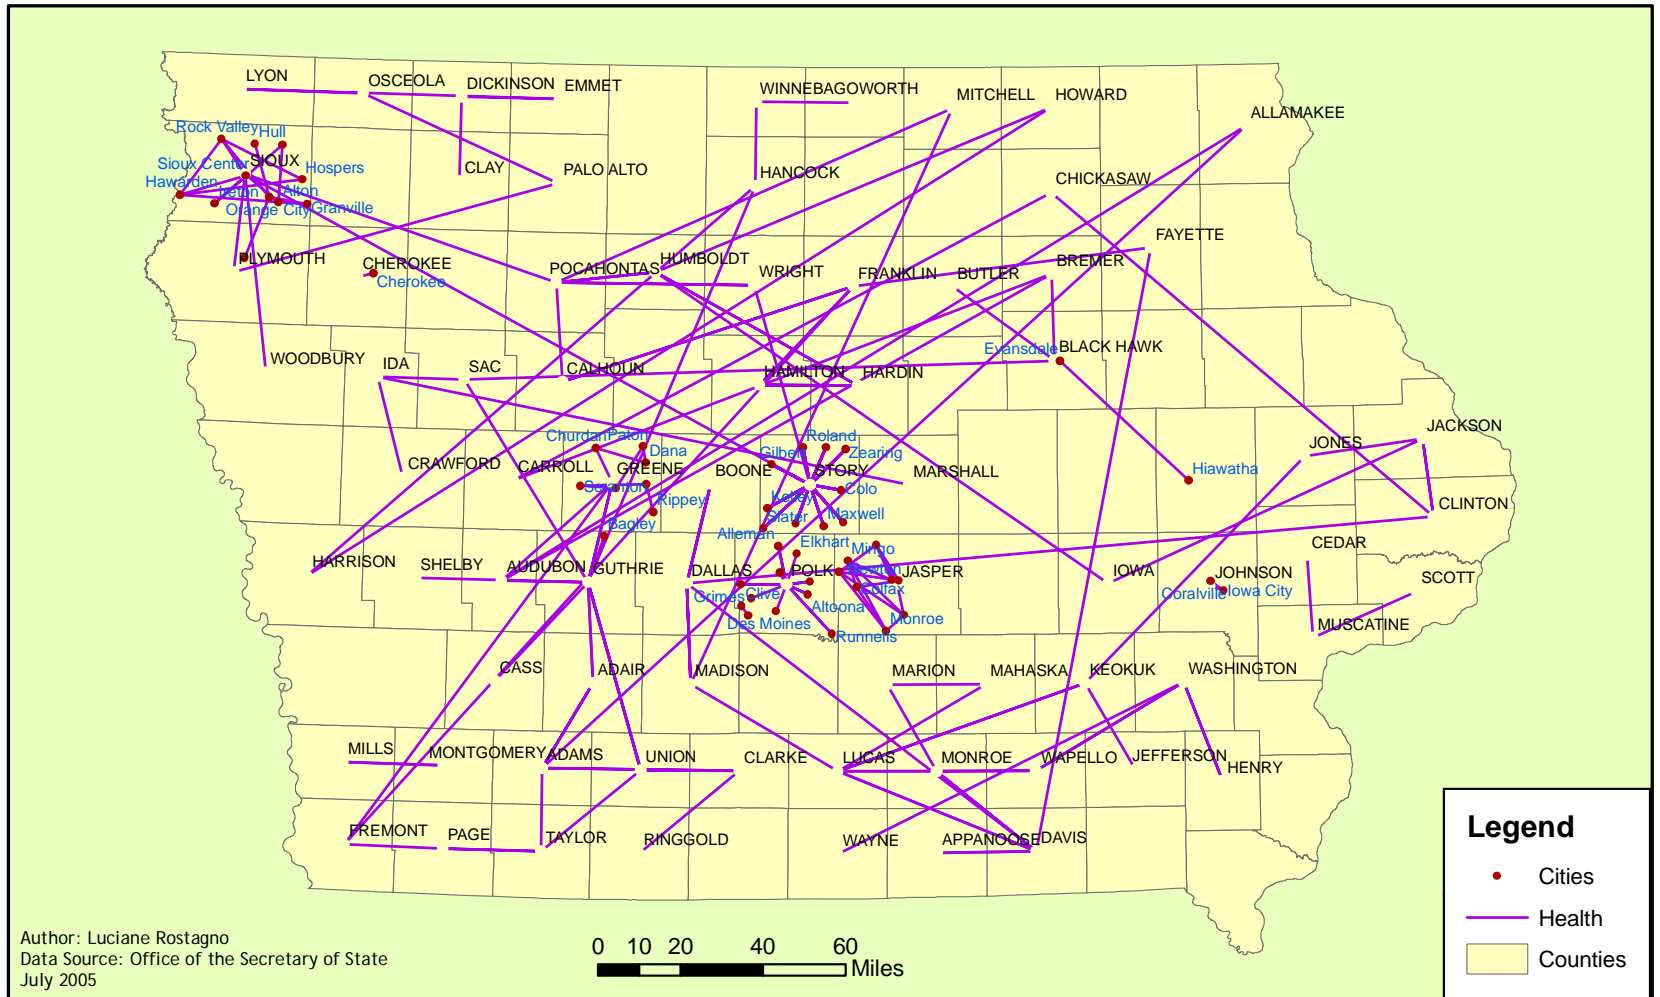 LYON
OSCEOLA
DICKINSON
EMMET
WINNEBAGO
WORTH
MITCHELL
HOWARD
ALLAMAKEE
Rock Valley
Hull
Sioux Center
SIOUX
Hospers
Hawarden
Ireton
Alton
Orange City
Granville
CLAY
PALO ALTO
HANCOCK
CHICKASAW
FAYETTE
PLYMOUTH
CHEROKEE
Cherokee
POCAHONTAS
HUMBOLDT
WRIGHT
FRANKLIN
BUTLER
BREMER
WOODBURY
IDA
SAC
CALHOUN
HAMILTON
HARDIN
Evansdale
BLACK HAWK
Churdan
Paton
Dana
Gilbert
Roland
Zearing
CRAWFORD
CARROLL
GREENE
BOONE
STORY
MARSHALL
Scranton
Rippey
Kelley
Colo
Slater
Maxwell
Hiawatha
JONES
JACKSON
CLINTON
Bagley
Alleman
Elkhart
Mingo
HARRISON
SHELBY
AUDUBON
GUTHRIE
DALLAS
POLK
Newton
JASPER
IOWA
CEDAR
JOHNSON
SCOTT
Grimes
Clive
Colfax
Altoona
Coralville
Iowa City
Des Moines
Monroe
Runnells
MUSCATINE
CASS
ADAIR
MADISON
MARION
MAHASKA
KEOKUK
WASHINGTON
MILLS
MONTGOMERY
ADAMS
UNION
CLARKE
LUCAS
MONROE
WAPELLO
JEFFERSON
HENRY
FREMONT
PAGE
TAYLOR
RINGGOLD
WAYNE
APPANOOSE
DAVIS
Legend
Cities
Health
Counties
Author: Luciane Rostagno
Data Source: Office of the Secretary of State
July 2005
0 10 20 40 60
Miles